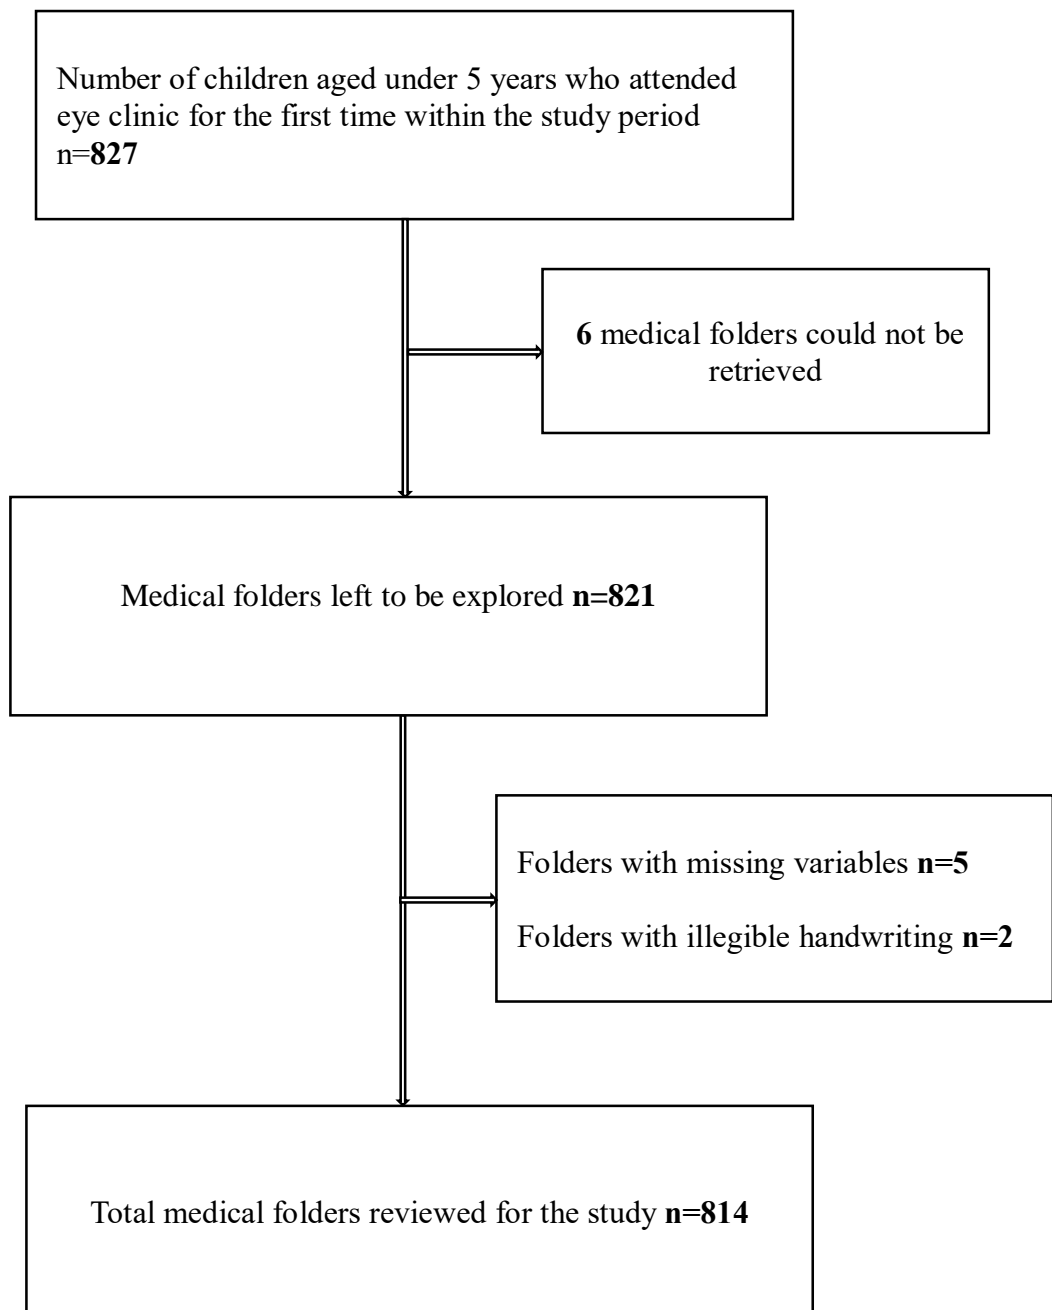 Number of children aged under 5 years who attended
eye clinic for the first time within the study period
n=827
6 medical folders could not be
retrieved
Medical folders left to be explored n=821
Folders with missing variables n=5
Folders with illegible handwriting n=2
Total medical folders reviewed for the study n=814